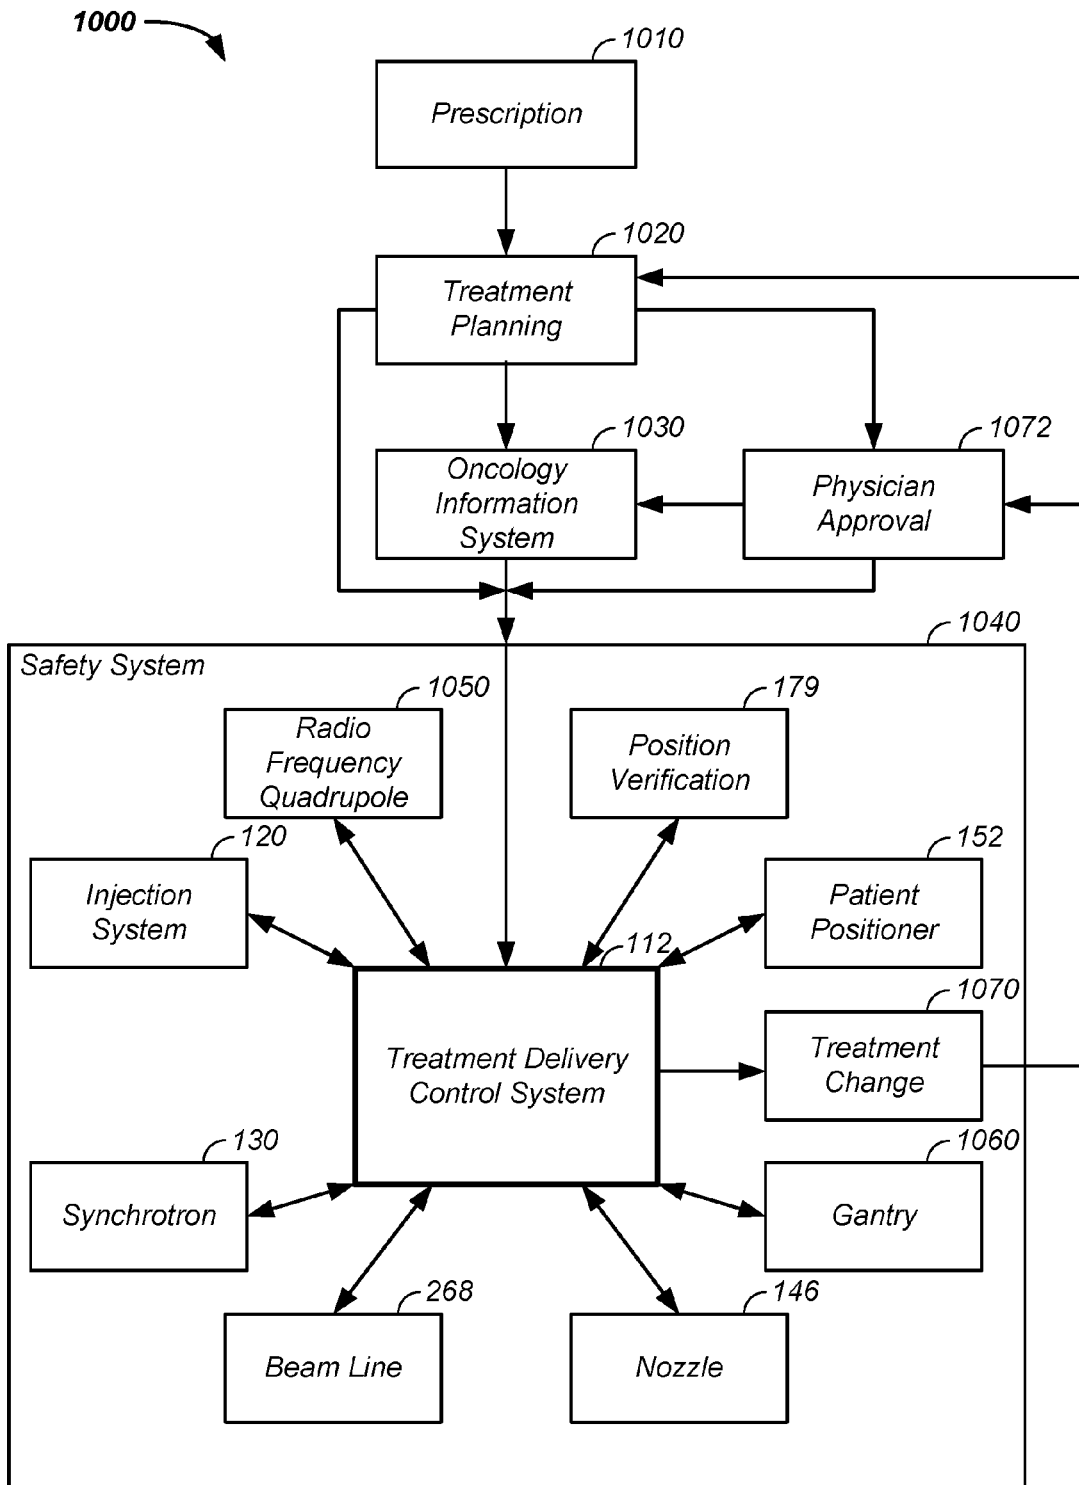 1000
1010
Prescription
1020
Treatment
Planning
1030
Oncology
Information
System
1072
Physician
Approval
1040
Safety System
1050
Radio
Frequency
Quadrupole
179
Position
Verification
120
Injection
System
152
Patient
Positioner
112
Treatment Delivery
Control System
1070
Treatment
Change
130
Synchrotron
1060
Gantry
268
Beam Line
146
Nozzle